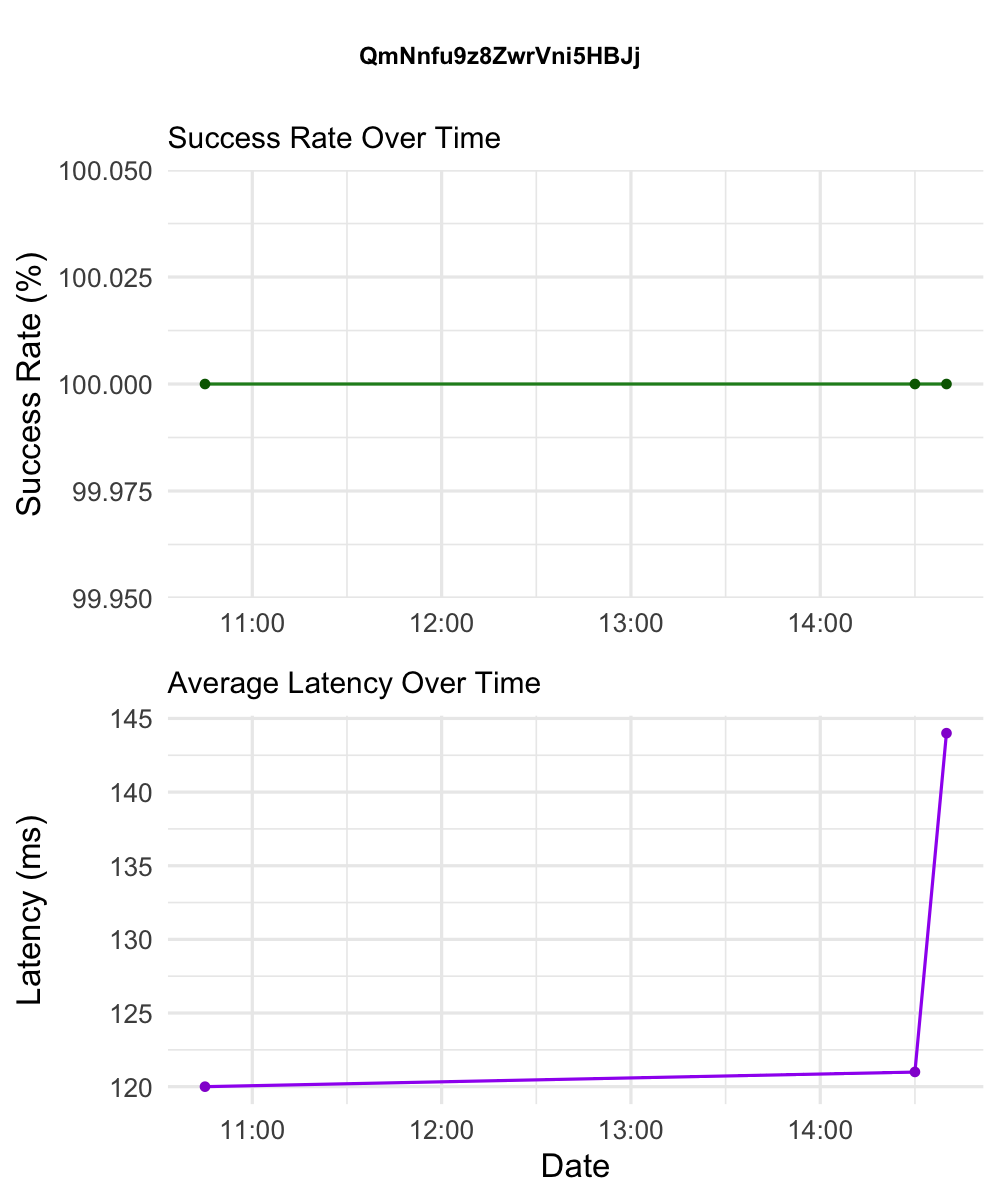 QmNnfu9z8ZwrVni5HBJj
Success Rate Over Time
Success Rate (%)
100.050
100.025
100.000
99.975
99.950
11:00 12:00 13:00 14:00
Average Latency Over Time
Latency (ms)
145
140
135
130
125
120
11:00 12:00 13:00 14:00
Date